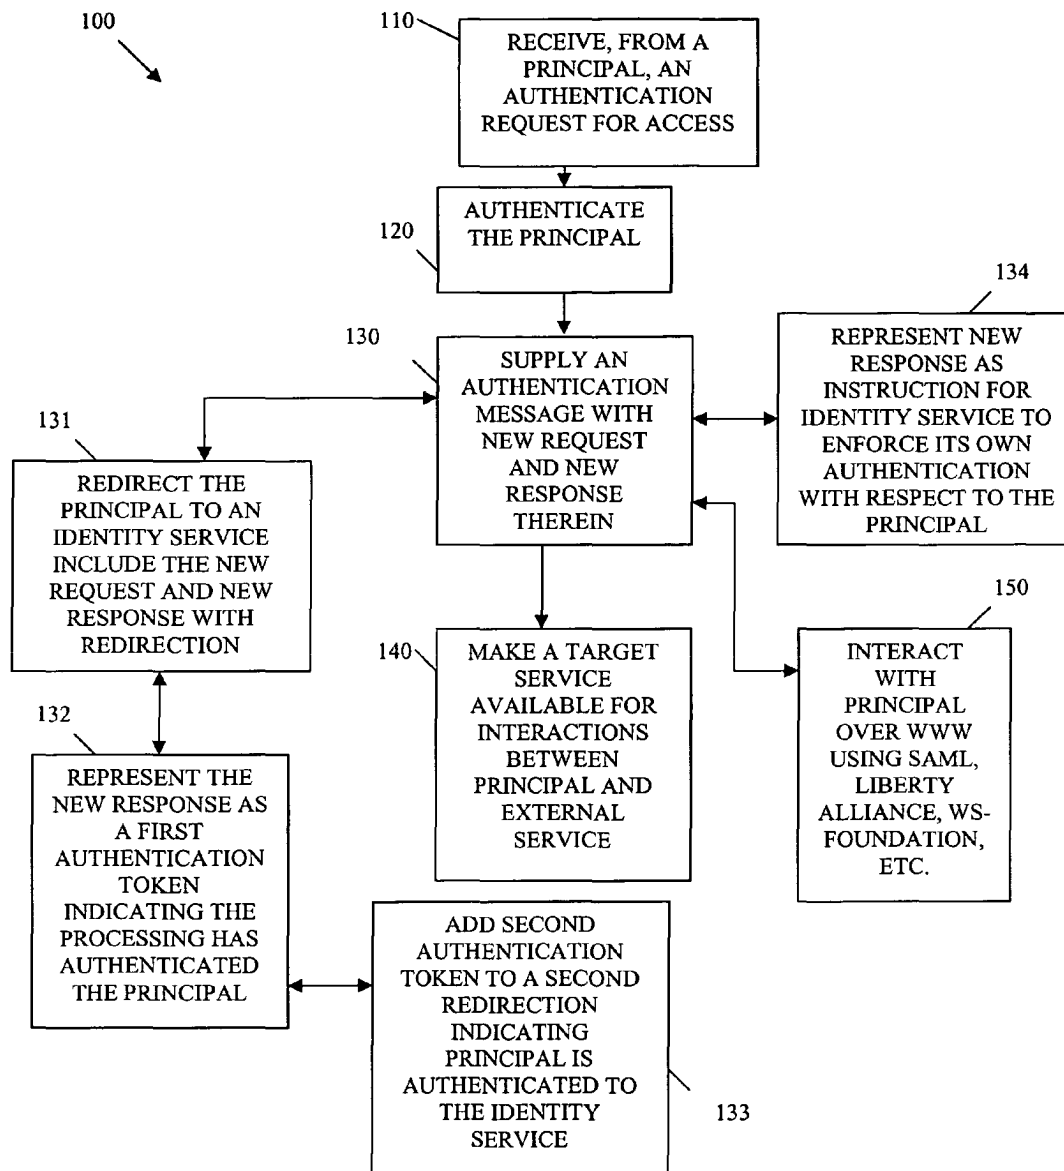 100
110
RECEIVE, FROM A
PRINCIPAL, AN
AUTHENTICATION
REQUEST FOR ACCESS
120
AUTHENTICATE
THE PRINCIPAL
130
SUPPLY AN
AUTHENTICATION
MESSAGE WITH
NEW REQUEST
AND NEW
RESPONSE
THEREIN
134
REPRESENT NEW
RESPONSE AS
INSTRUCTION FOR
IDENTITY SERVICE TO
ENFORCE ITS OWN
AUTHENTICATION
WITH RESPECT TO THE
PRINCIPAL
131
REDIRECT THE
PRINCIPAL TO AN
IDENTITY SERVICE
INCLUDE THE NEW
REQUEST AND NEW
RESPONSE WITH
REDIRECTION
140
MAKE A TARGET
SERVICE
AVAILABLE FOR
INTERACTIONS
BETWEEN
PRINCIPAL AND
EXTERNAL
SERVICE
150
INTERACT
WITH
PRINCIPAL
OVER WWW
USING SAML,
LIBERTY
ALLIANCE, WS-
FOUNDATION,
ETC.
132
REPRESENT THE
NEW RESPONSE AS
A FIRST
AUTHENTICATION
TOKEN
INDICATING THE
PROCESSING HAS
AUTHENTICATED
THE PRINCIPAL
ADD SECOND
AUTHENTICATION
TOKEN TO A SECOND
REDIRECTION
INDICATING
PRINCIPAL IS
AUTHENTICATED TO
THE IDENTITY
SERVICE
133